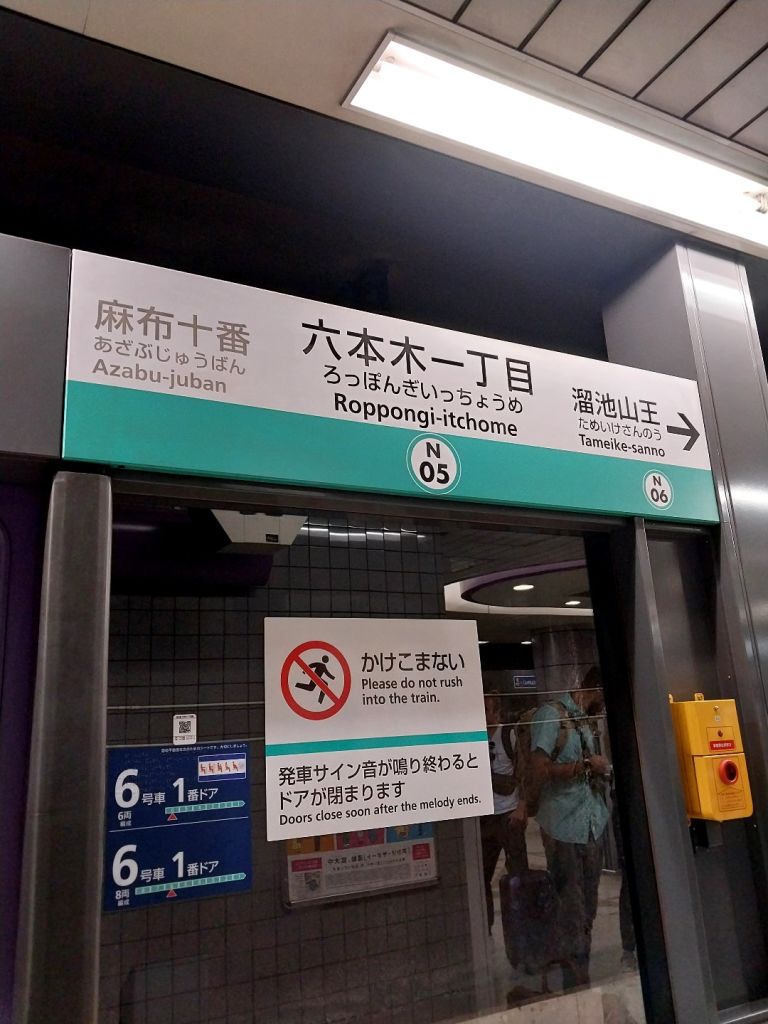 麻布十番
あざぶじゅうばん
Azabu-juban
六本木一丁目
ろっぽんぎいっちょうめ
Roppongi-itchome
N
05
溜池山王
ためいけさんのう
Tameike-sanno
N
06
かけこまない
Please do not rush
into the train.
発車サイン音が鳴り終わると
ドアが閉まります
Doors close soon after the melody ends.
6号車 1番ドア
6両
編成
6号車 1番ドア
8両
編成